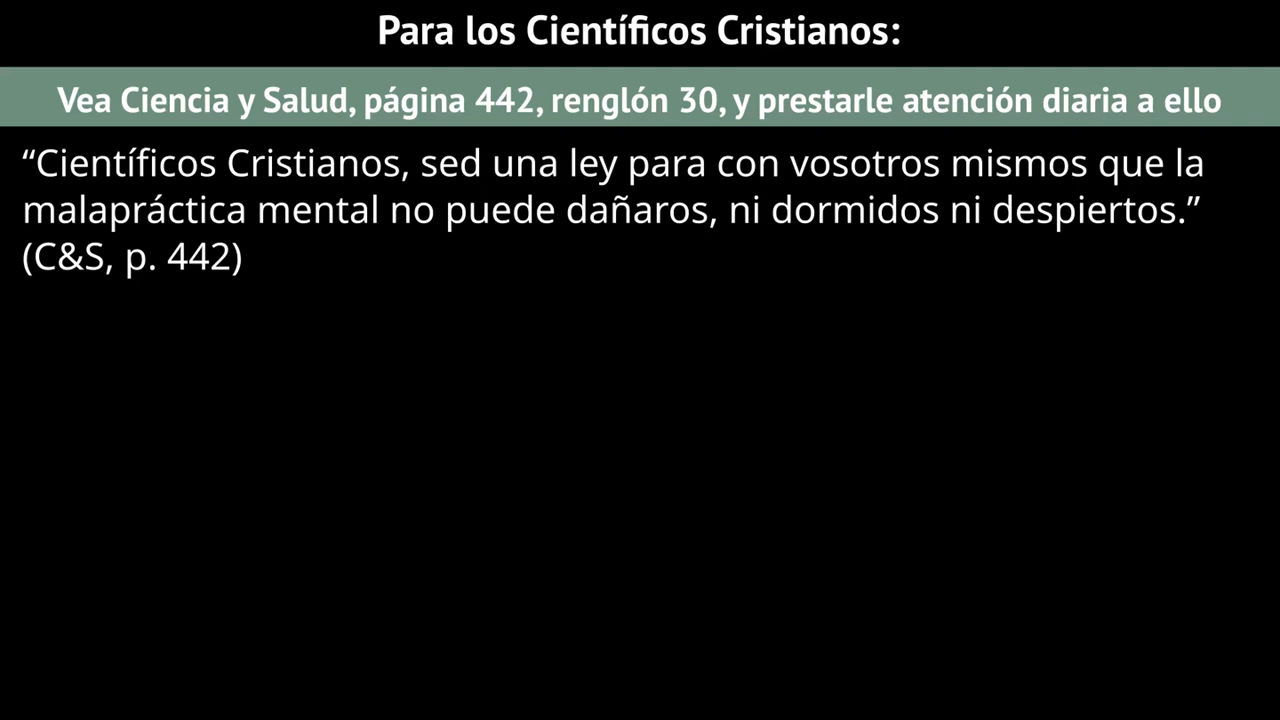 Para los Científicos Cristianos:
Vea Ciencia y Salud, página 442, renglón 30, y prestarle atención diaria a ello
“Científicos Cristianos, sed una ley para con vosotros mismos que la
malapráctica mental no puede dañaros, ni dormidos ni despiertos.”
(C&S, p. 442)